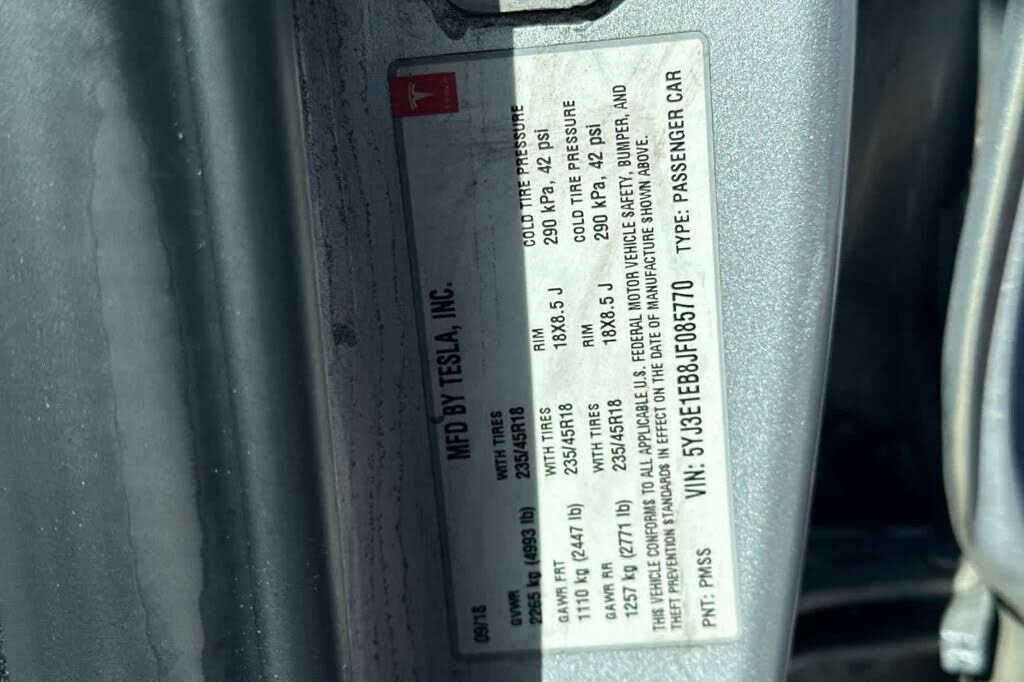 MFD BY TESLA, INC.
09/18
GVWR WITH TIRES RIM COLD TIRE PRESSURE
2265 kg (4993 lb) 235/45R18 18X8.5 J 290 kPa, 42 psi
GAWR FRT WITH TIRES RIM COLD TIRE PRESSURE
1110 kg (2447 lb) 235/45R18 18X8.5 J 290 kPa, 42 psi
GAWR RR WITH TIRES
1257 kg (2771 lb) 235/45R18
THIS VEHICLE CONFORMS TO ALL APPLICABLE U.S. FEDERAL MOTOR VEHICLE SAFETY, BUMPER, AND
THEFT PREVENTION STANDARDS IN EFFECT ON THE DATE OF MANUFACTURE SHOWN ABOVE.
PNT: PMSS VIN: 5YJ3E1EB8JF085770 TYPE: PASSENGER CAR